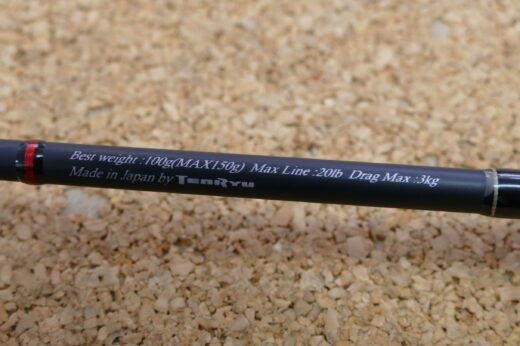 Best weight :100g(MAX150g) Max Line :20lb Drag Max :3kg
Made in Japan by TenRyu